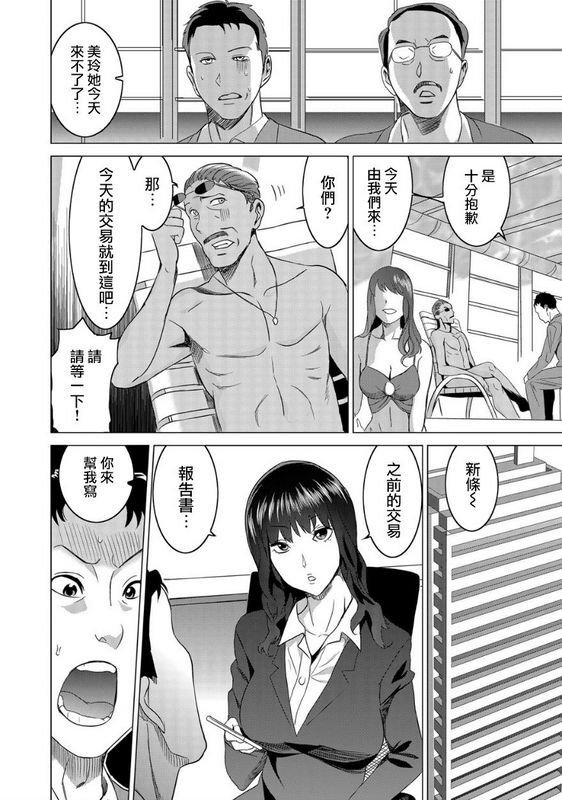 美玲她今天
來不了了…
是
十分抱歉
今天
由我們來…
你們？
那…
今天的交易就到這吧…
請
請等一下！
新條～
之前的交易
報告書…
你來
幫我寫